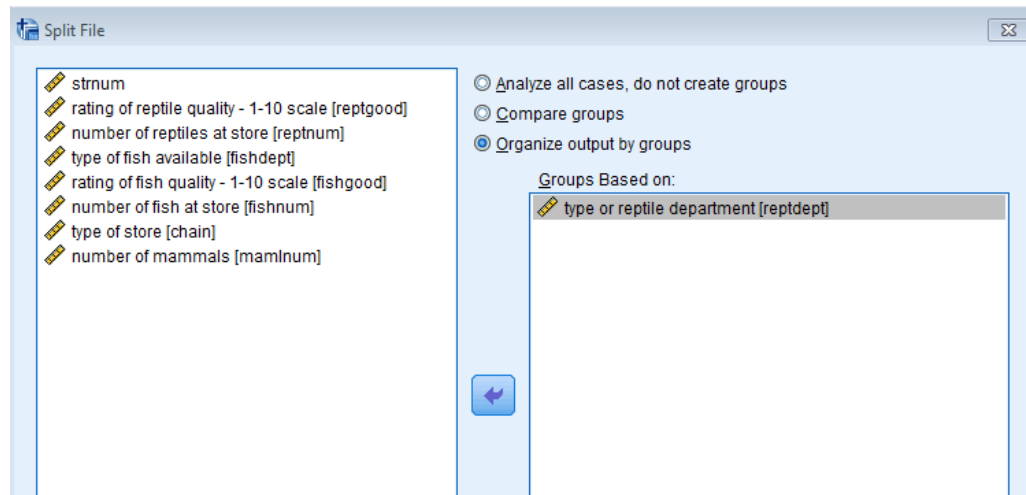 Split File
strnum
rating of reptile quality - 1-10 scale [reptgood]
number of reptiles at store [reptnum]
type of fish available [fishdept]
rating of fish quality - 1-10 scale [fishgood]
number of fish at store [fishnum]
type of store [chain]
number of mammals [mamlnum]
Analyze all cases, do not create groups
Compare groups
Organize output by groups
Groups Based on:
type or reptile department [reptdept]